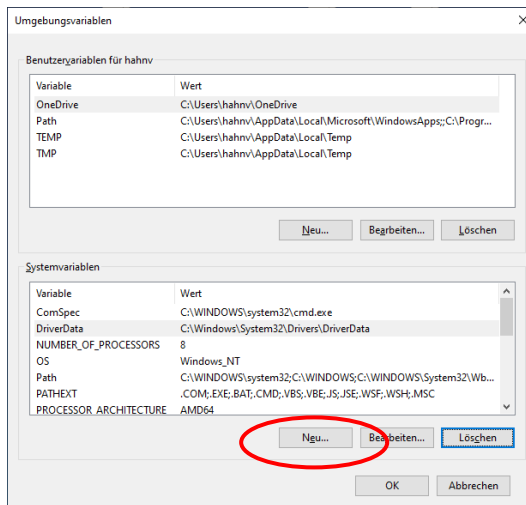 Umgebungsvariablen
Benutzervariablen für hahnv
Variable Wert
OneDrive C:\Users\hahnv\OneDrive
Path C:\Users\hahnv\AppData\Local\Microsoft\WindowsApps;;C:\Progr...
TEMP C:\Users\hahnv\AppData\Local\Temp
TMP C:\Users\hahnv\AppData\Local\Temp
Neu... Bearbeiten... Löschen
Systemvariablen
Variable Wert
ComSpec C:\WINDOWS\system32\cmd.exe
DriverData C:\Windows\System32\Drivers\DriverData
NUMBER_OF_PROCESSORS 8
OS Windows_NT
Path C:\WINDOWS\system32;C:\WINDOWS;C:\WINDOWS\System32\Wb...
PATHEXT .COM;.EXE;.BAT;.CMD;.VBS;.VBE;.JS;.JSE;.WSF;.WSH;.MSC
PROCESSOR_ARCHITECTURE AMD64
Neu... Bearbeiten... Löschen
OK Abbrechen